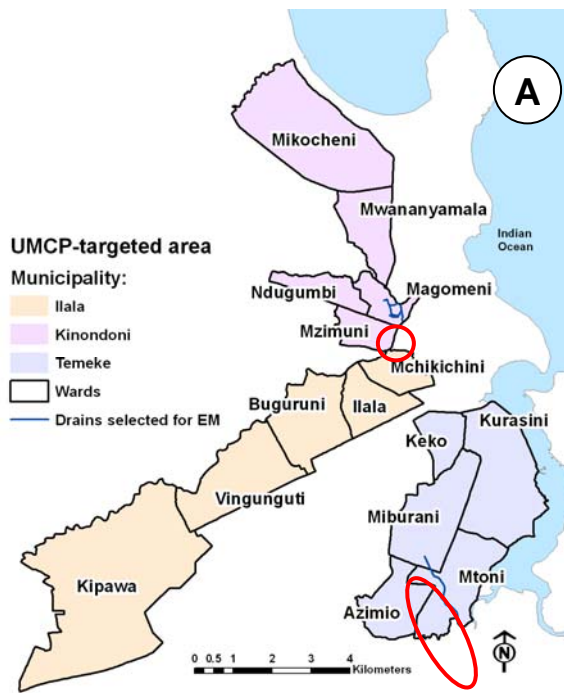 A
Mikocheni
Mwananyamala
Indian
Ocean
UMCP-targeted area
Municipality:
Ilala
Kinondoni
Temeke
Wards
Drains selected for EM
Ndugumbi
Magomeni
Mzimuni
Mchikichini
Buguruni
Ilala
Keko
Kurasini
Vingunguti
Miburani
Kipawa
Mtoni
Azimio
N
0 0.5 1 2 3 4
Kilometers